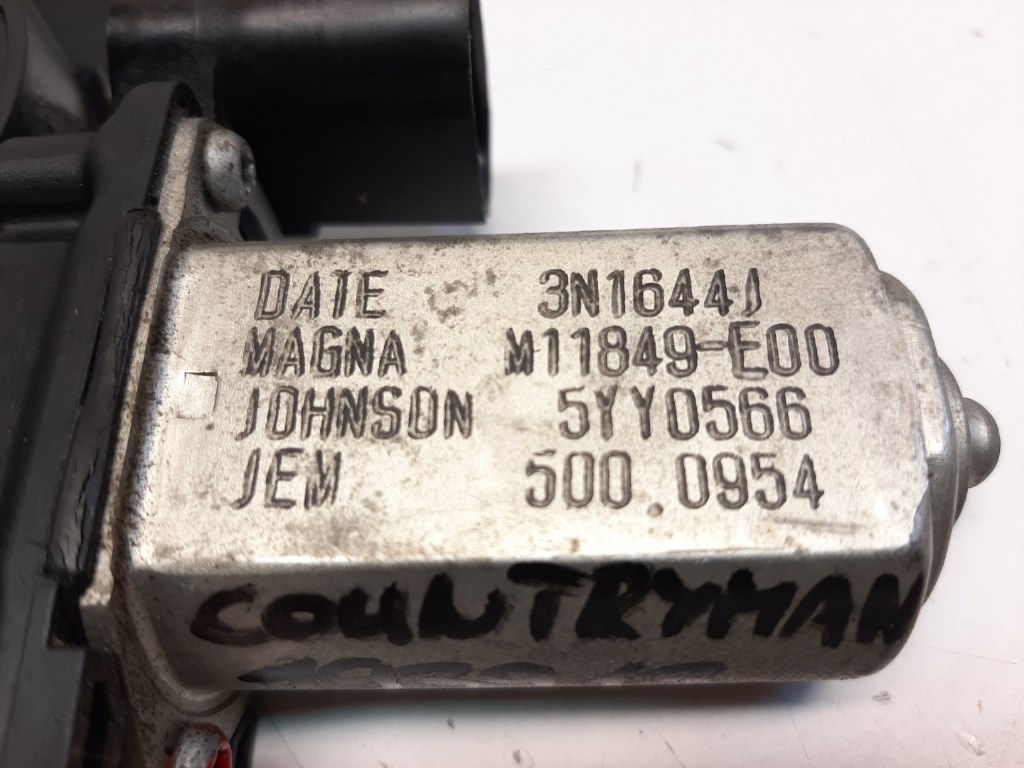 DATE 3N1644J
MAGNA M11849-E00
JOHNSON 5YY0566
JEM 500 0954
COUNTRYMAN